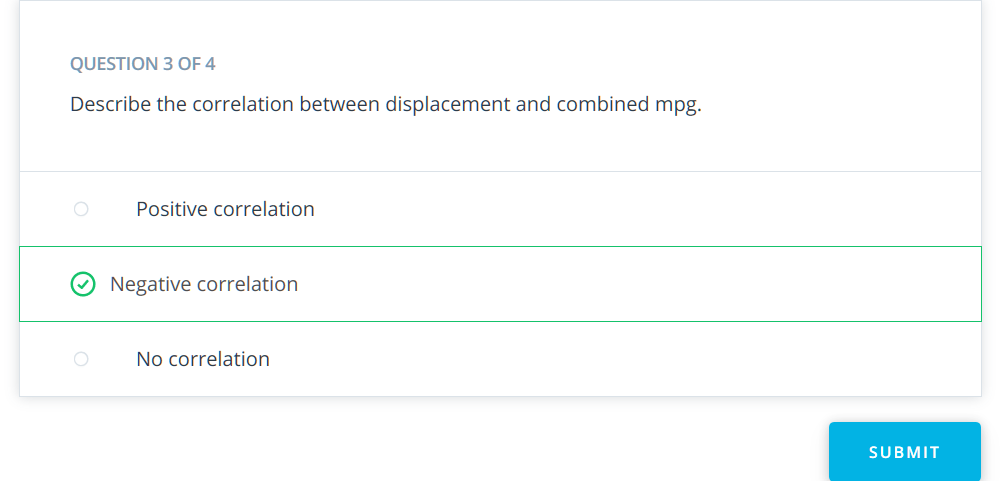 QUESTION 3 OF 4
Describe the correlation between displacement and combined mpg.
Positive correlation
Negative correlation
No correlation
SUBMIT